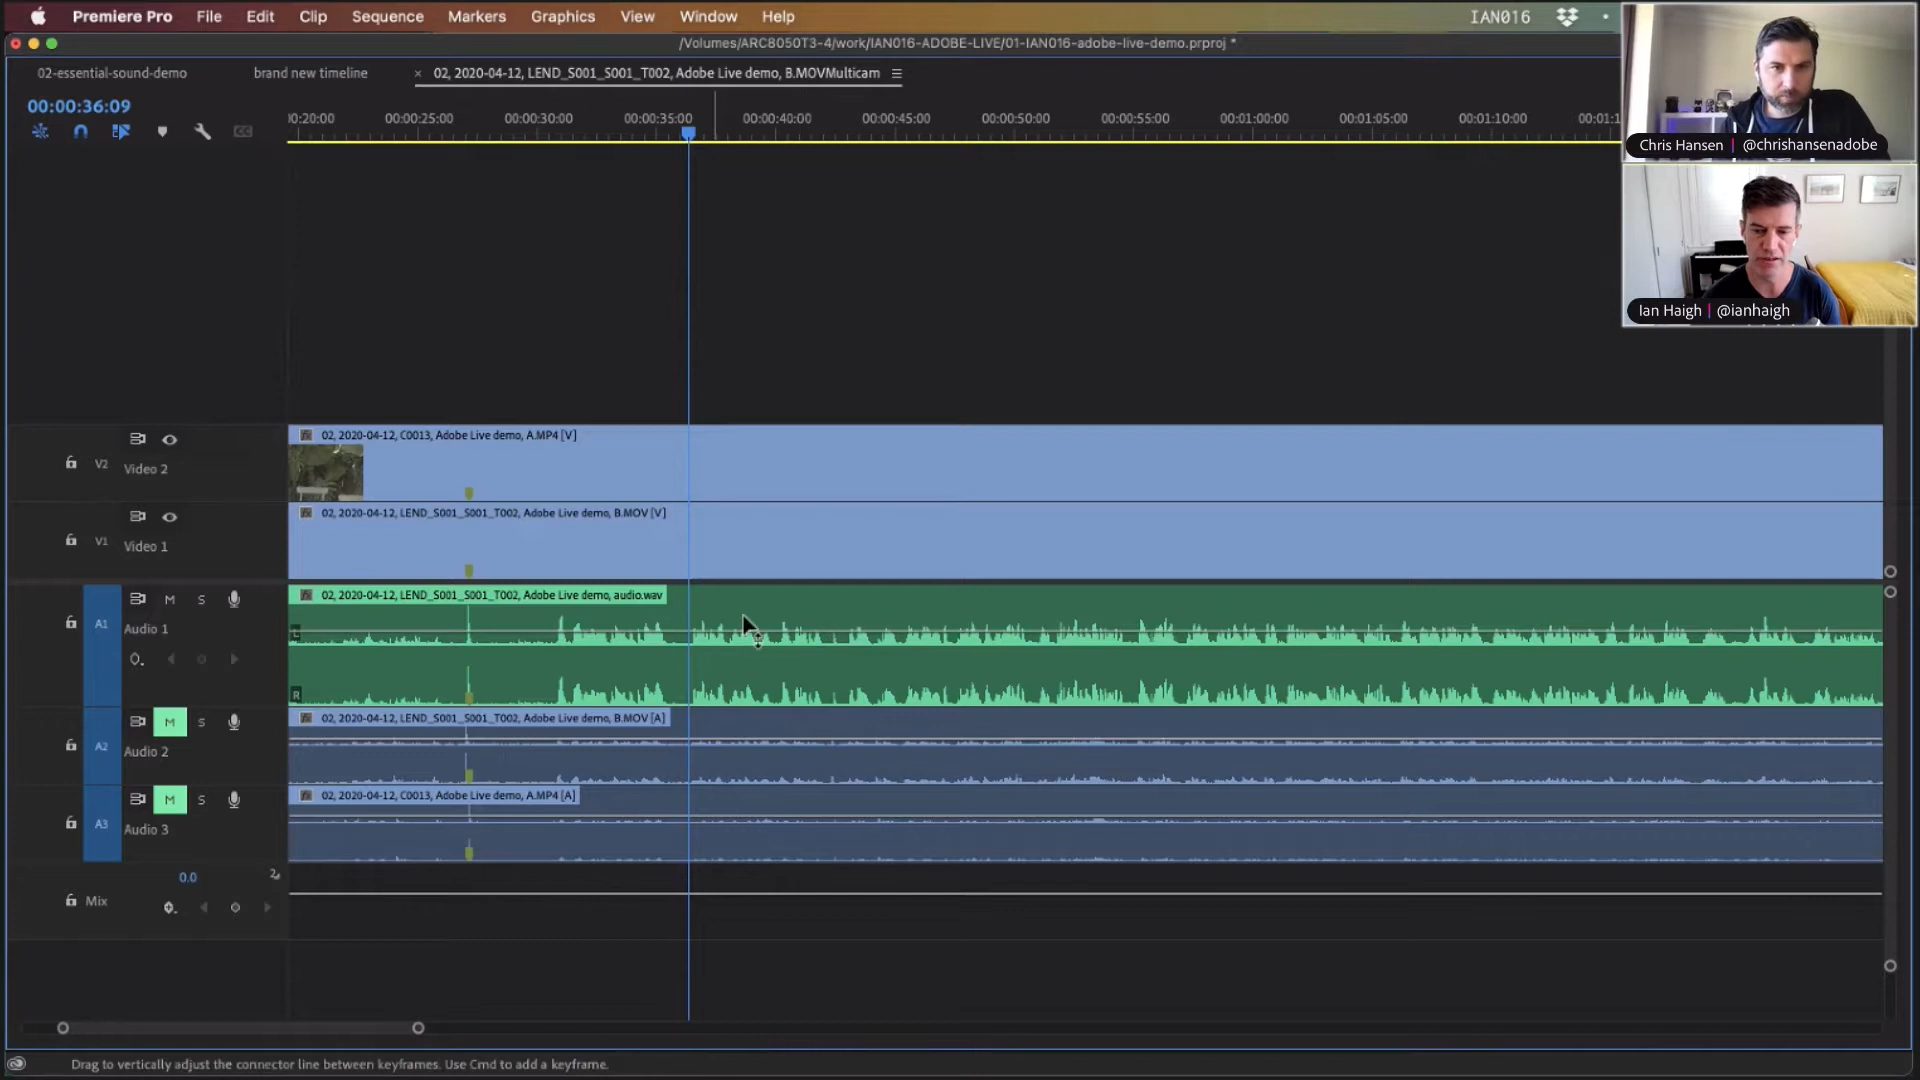 Premiere Pro File Edit Clip Sequence Markers Graphics View Window Help IAN016
/Volumes/ARC8050T3-4/work/IAN016-ADOBE-LIVE/01-IAN016-adobe-live-demo.prproj *
02-essential-sound-demo brand new timeline × 02, 2020-04-12, LEND_S001_S001_T002, Adobe Live demo, B.MOVMulticam
00:00:36:09
00:20:00 00:00:25:00 00:00:30:00 00:00:35:00 00:00:40:00 00:00:45:00 00:00:50:00 00:00:55:00 00:01:00:00 00:01:05:00 00:01:10:00 00:01:1
CC
Chris Hansen | @chrishansenadobe
Ian Haigh | @ianhaigh
02, 2020-04-12, C0013, Adobe Live demo, A.MP4 [V]
V2 Video 2
02, 2020-04-12, LEND_S001_S001_T002, Adobe Live demo, B.MOV [V]
V1 Video 1
02, 2020-04-12, LEND_S001_S001_T002, Adobe Live demo, audio.wav
M S
A1 Audio 1
L
R
02, 2020-04-12, LEND_S001_S001_T002, Adobe Live demo, B.MOV [A]
M S
A2 Audio 2
02, 2020-04-12, C0013, Adobe Live demo, A.MP4 [A]
M S
A3 Audio 3
0.0
Mix
Drag to vertically adjust the connector line between keyframes. Use Cmd to add a keyframe.